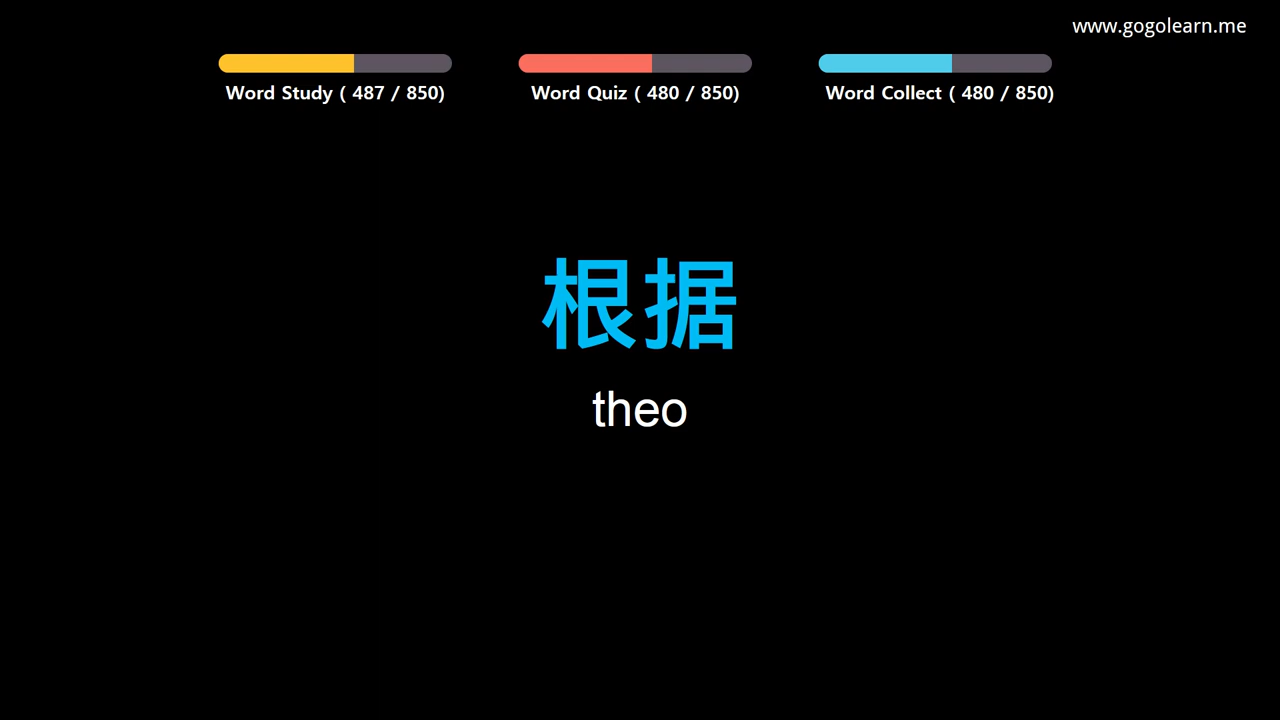 www.gogolearn.me
Word Study ( 487 / 850)
Word Quiz ( 480 / 850)
Word Collect ( 480 / 850)
根据
theo